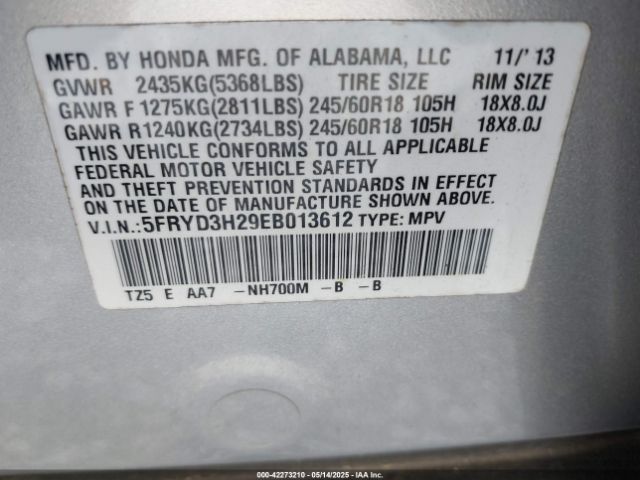 MFD. BY HONDA MFG. OF ALABAMA, LLC 11/' 13
GVWR 2435KG(5368LBS) TIRE SIZE RIM SIZE
GAWR F 1275KG(2811LBS) 245/60R18 105H 18X8.0J
GAWR R 1240KG(2734LBS) 245/60R18 105H 18X8.0J
THIS VEHICLE CONFORMS TO ALL APPLICABLE
FEDERAL MOTOR VEHICLE SAFETY
AND THEFT PREVENTION STANDARDS IN EFFECT
ON THE DATE OF MANUFACTURE SHOWN ABOVE.
V.I.N.:5FRYD3H29EB013612 TYPE: MPV
TZ5 E AA7 -NH700M -B -B
000-42273210 - 05/14/2025 - IAA Inc.